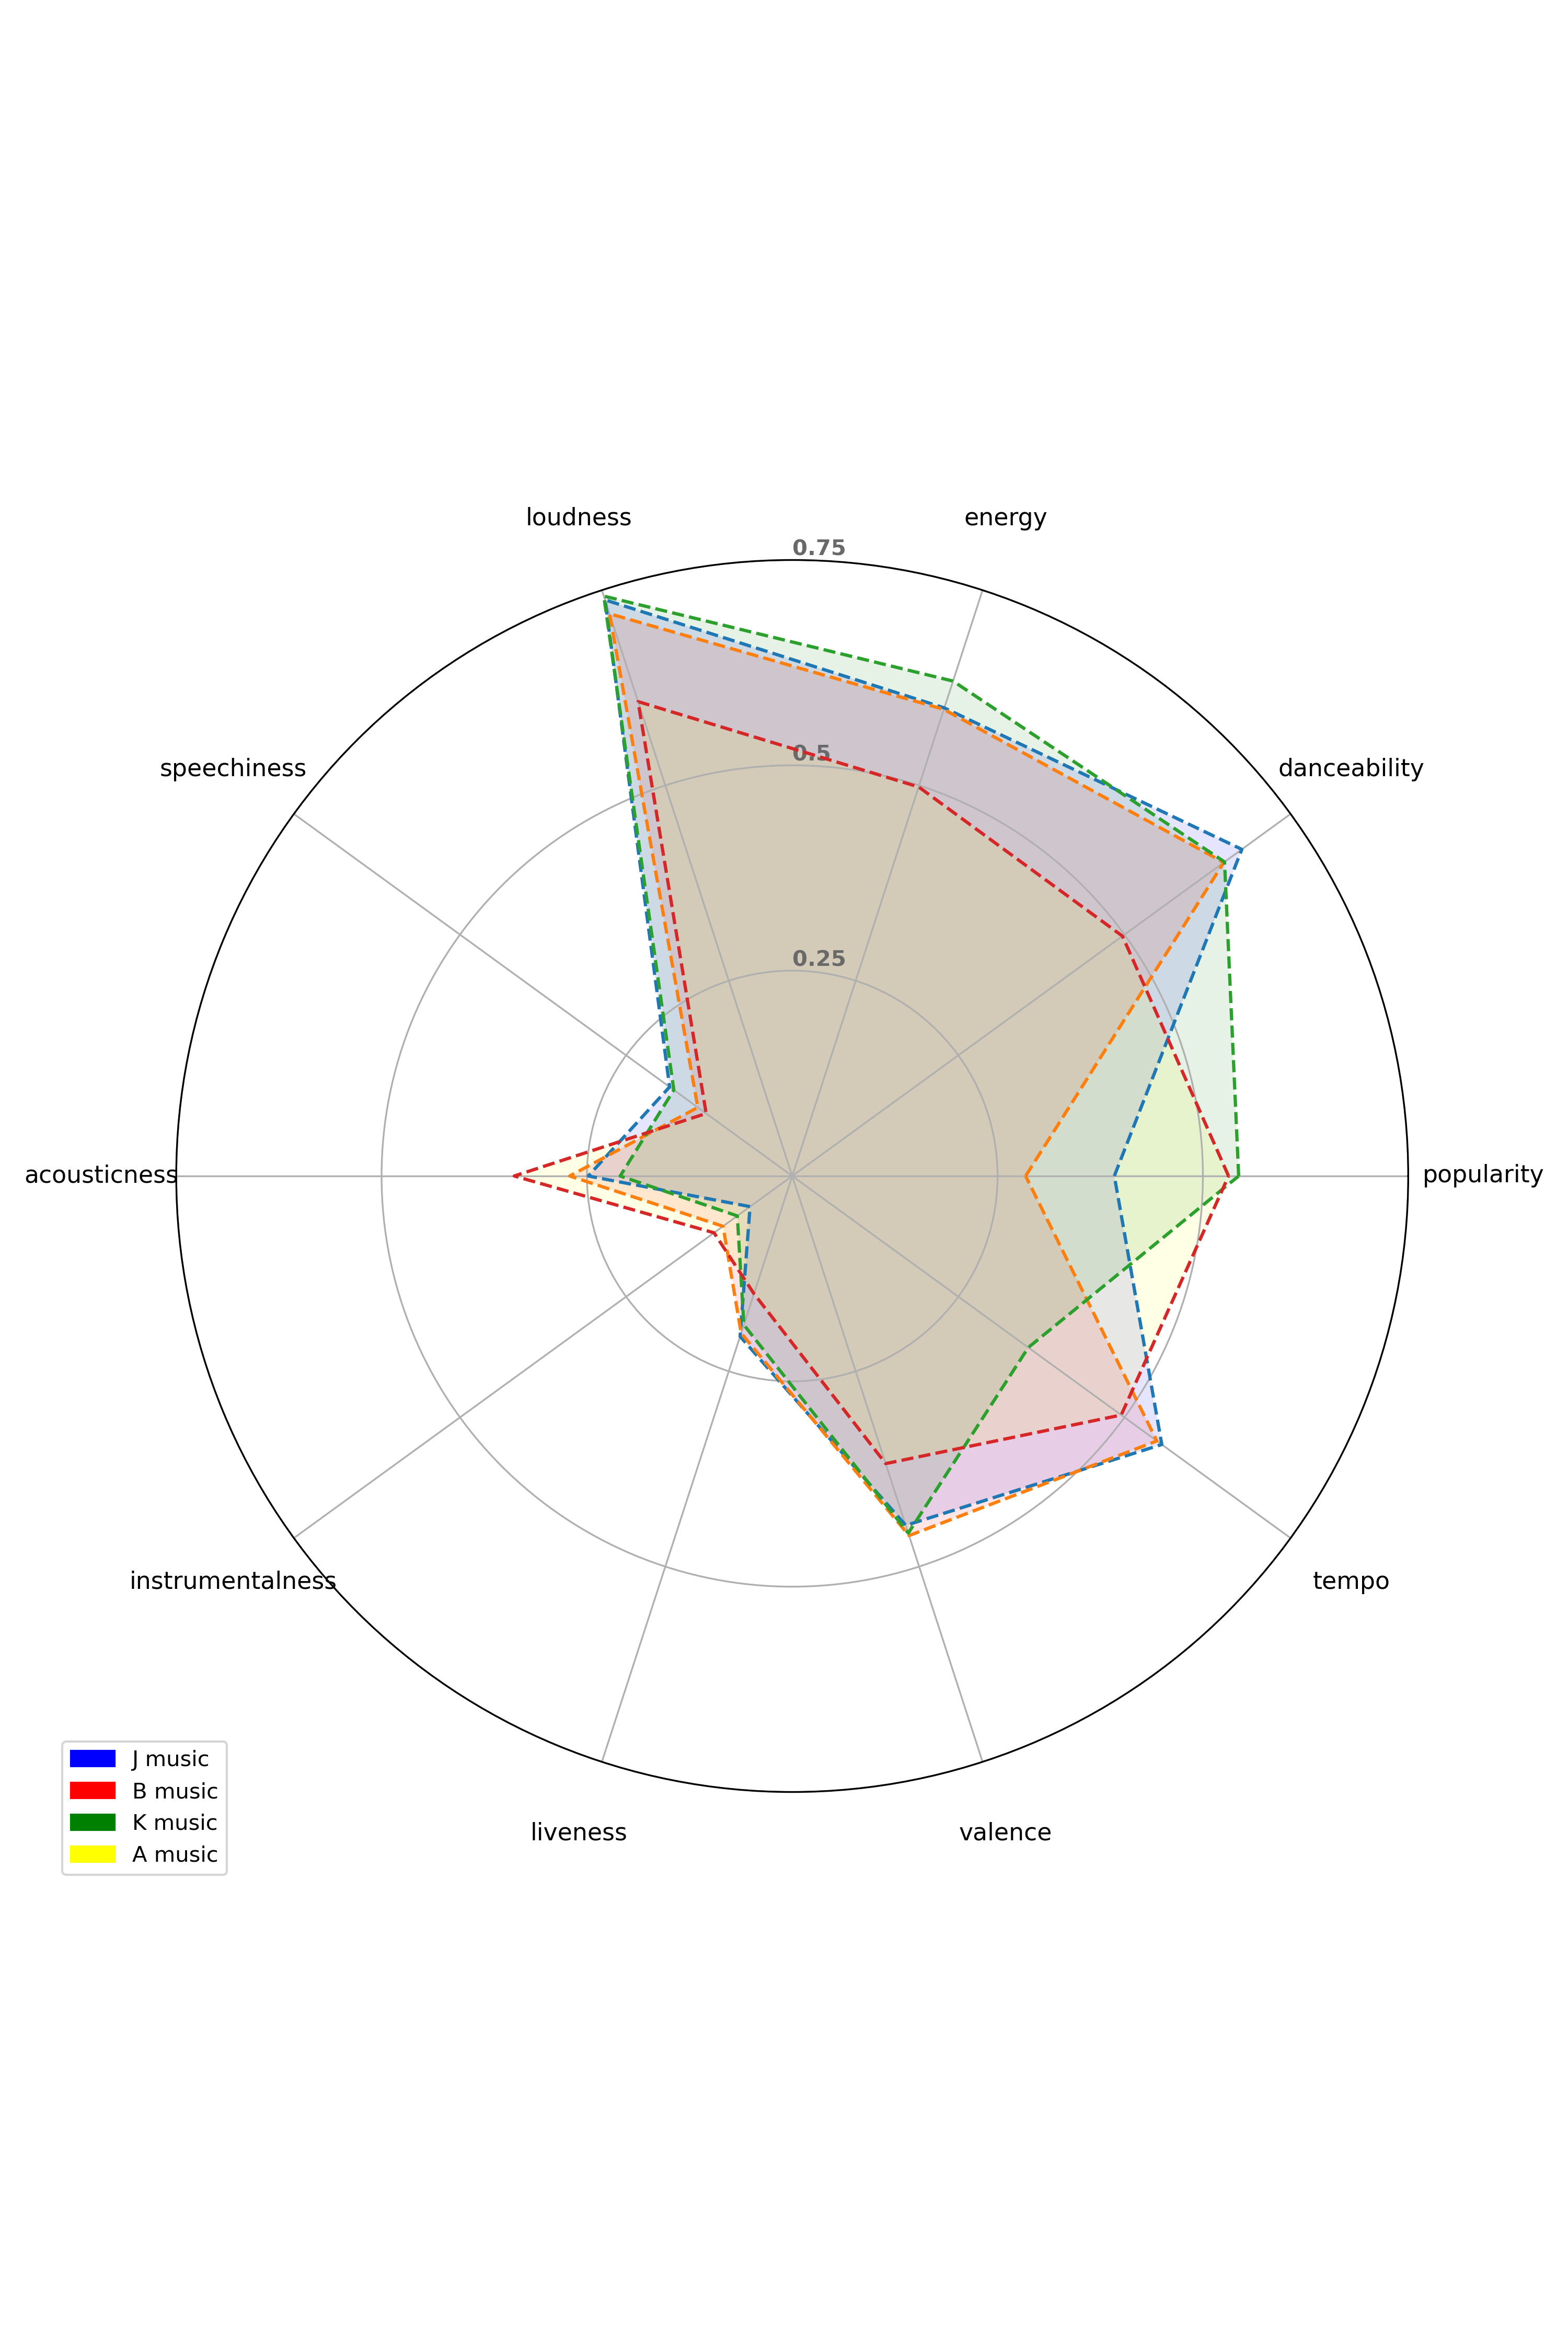 loudness
energy
0.75
speechiness
0.5
danceability
0.25
acousticness
popularity
instrumentalness
tempo
J music
B music
K music
A music
liveness
valence